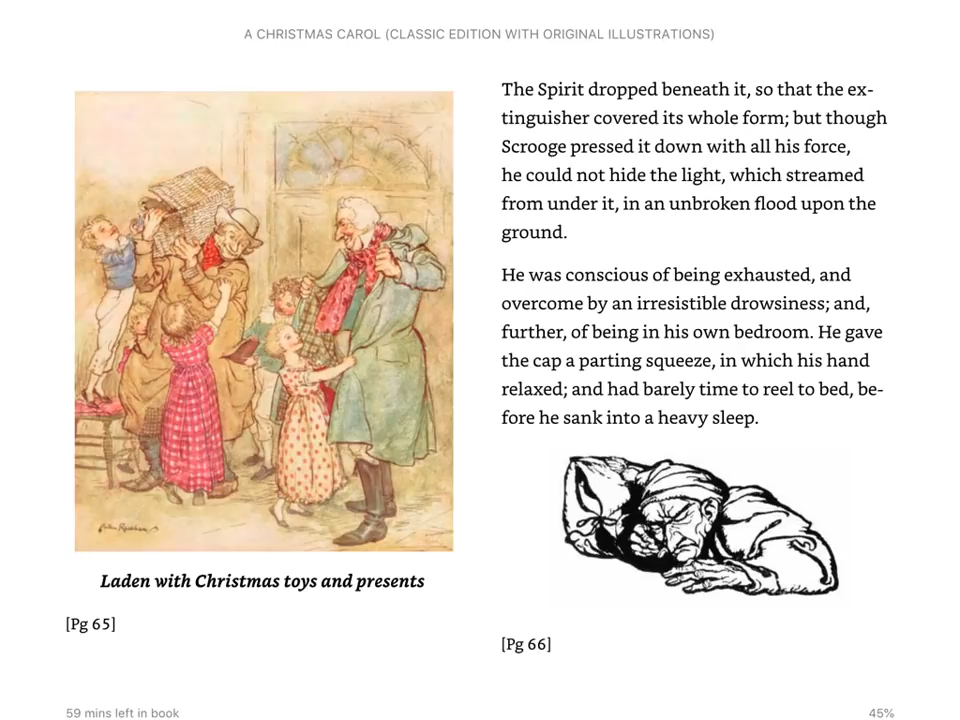 A CHRISTMAS CAROL (CLASSIC EDITION WITH ORIGINAL ILLUSTRATIONS)
Arthur Rackham
Laden with Christmas toys and presents
[Pg 65]
The Spirit dropped beneath it, so that the ex-
tinguisher covered its whole form; but though
Scrooge pressed it down with all his force,
he could not hide the light, which streamed
from under it, in an unbroken flood upon the
ground.
He was conscious of being exhausted, and
overcome by an irresistible drowsiness; and,
further, of being in his own bedroom. He gave
the cap a parting squeeze, in which his hand
relaxed; and had barely time to reel to bed, be-
fore he sank into a heavy sleep.
[Pg 66]
59 mins left in book
45%